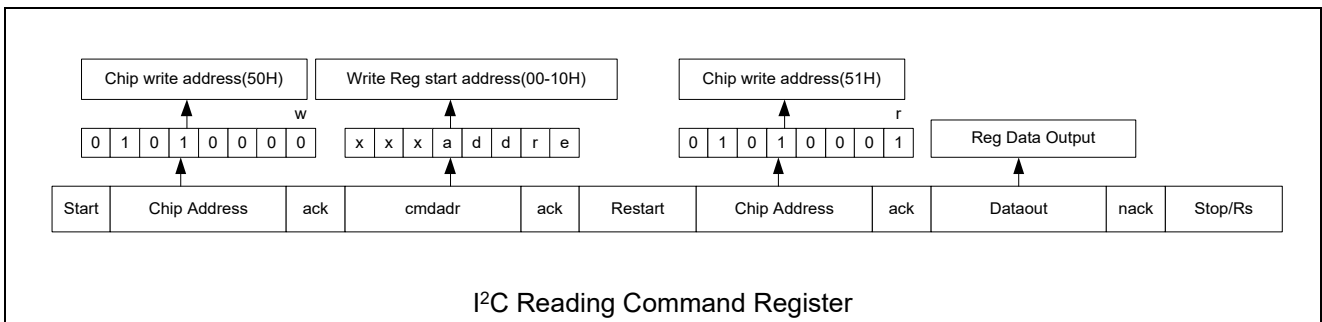 Chip write address(50H) Write Reg start address(00-10H) Chip write address(51H)
w r
0 1 0 1 0 0 0 0 x x x a d d r e 0 1 0 1 0 0 0 1 Reg Data Output
Start Chip Address ack cmdadr ack Restart Chip Address ack Dataout nack Stop/Rs
I²C Reading Command Register